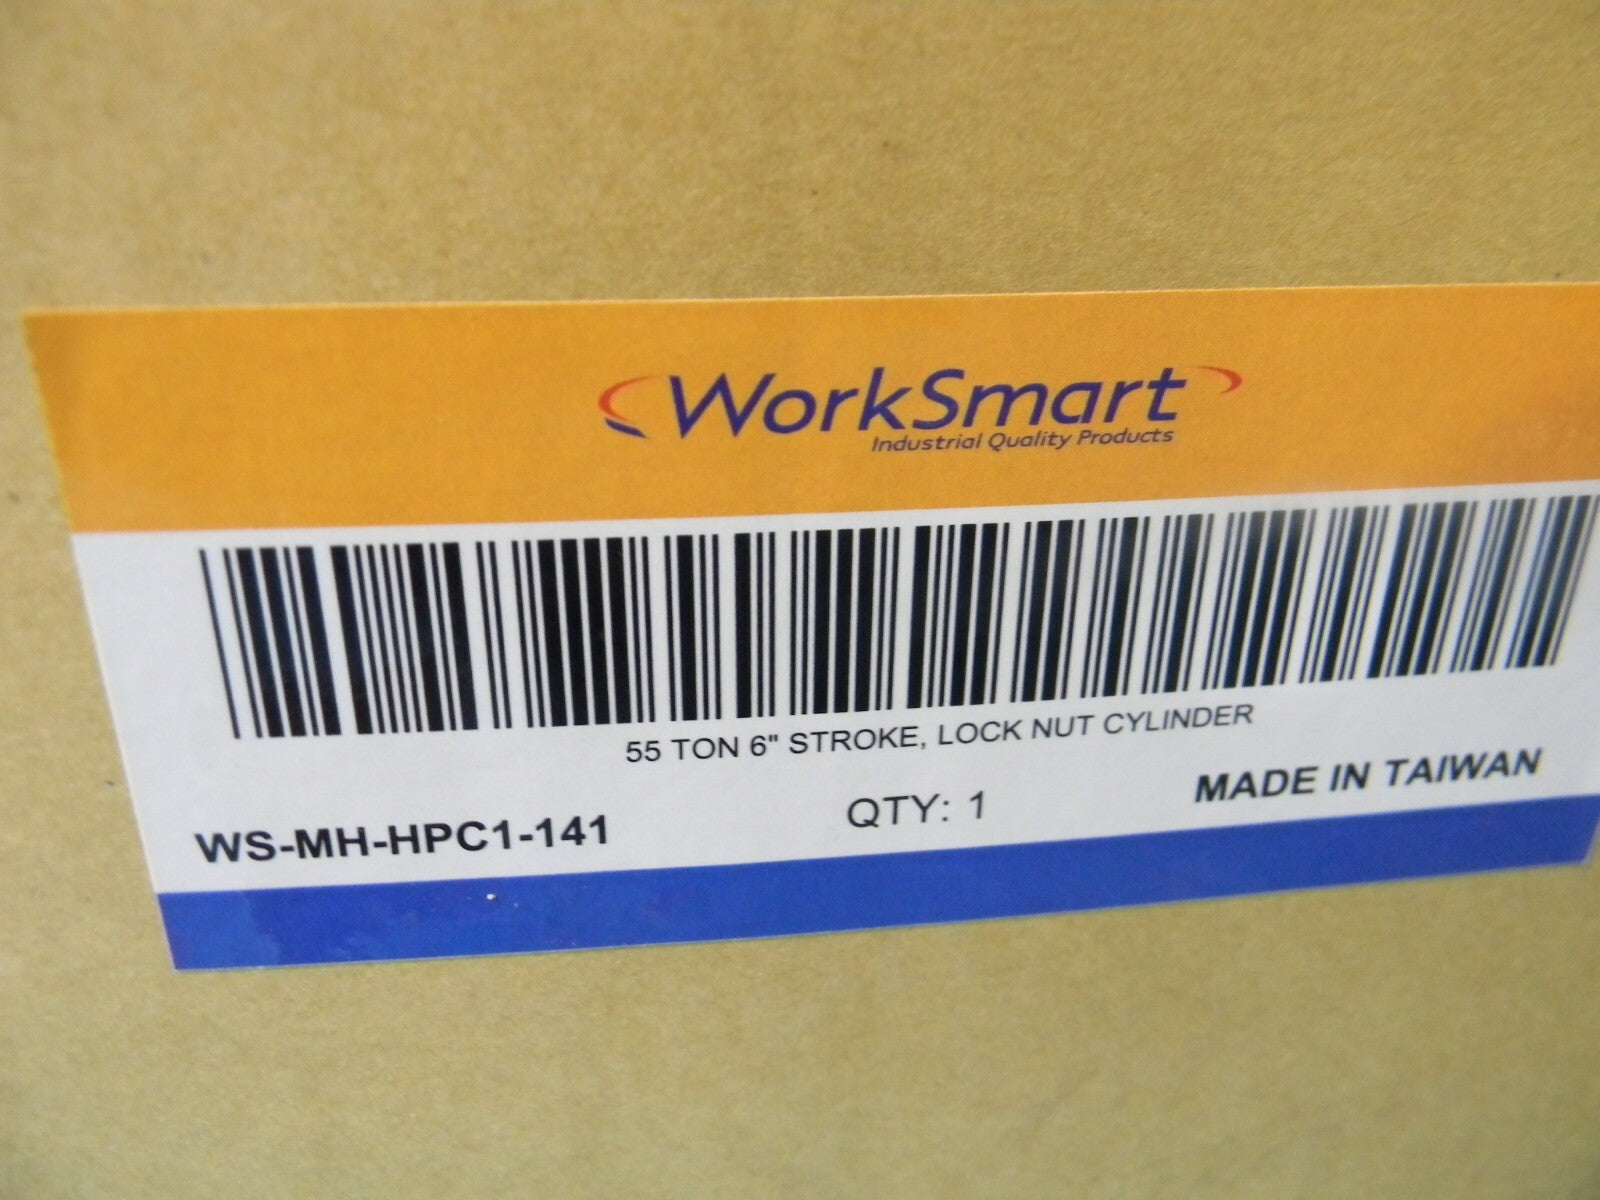 WorkSmart
Industrial Quality Products
55 TON 6" STROKE, LOCK NUT CYLINDER
WS-MH-HPC1-141
QTY: 1
MADE IN TAIWAN